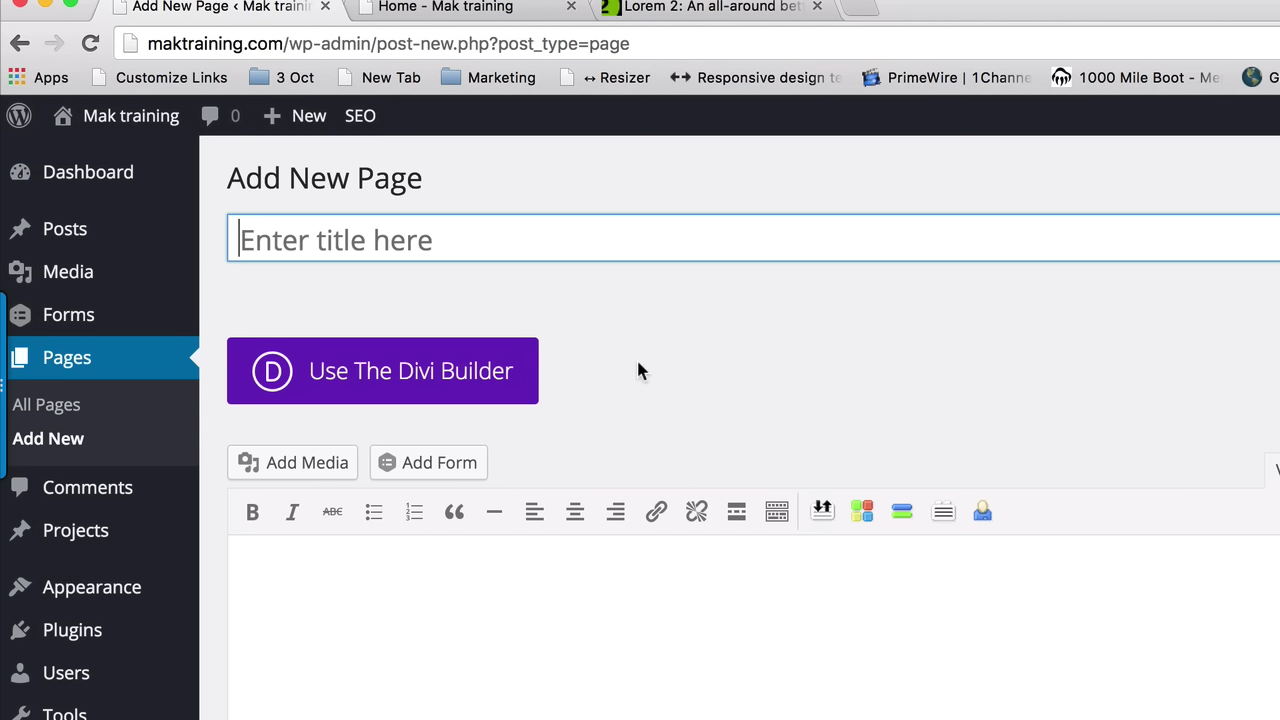 Add New Page ‹ Mak trainin
Home - Mak training
Lorem 2: An all-around bett
maktraining.com/wp-admin/post-new.php?post_type=page
Apps
Customize Links
3 Oct
New Tab
Marketing
↔ Resizer
Responsive design te
PrimeWire | 1Channe
1000 Mile Boot - Me
G
Mak training
0
New
SEO
Dashboard
Posts
Media
Forms
Pages
All Pages
Add New
Comments
Projects
Appearance
Plugins
Users
Tools
Add New Page
Enter title here
D Use The Divi Builder
Add Media
Add Form
B I ABC